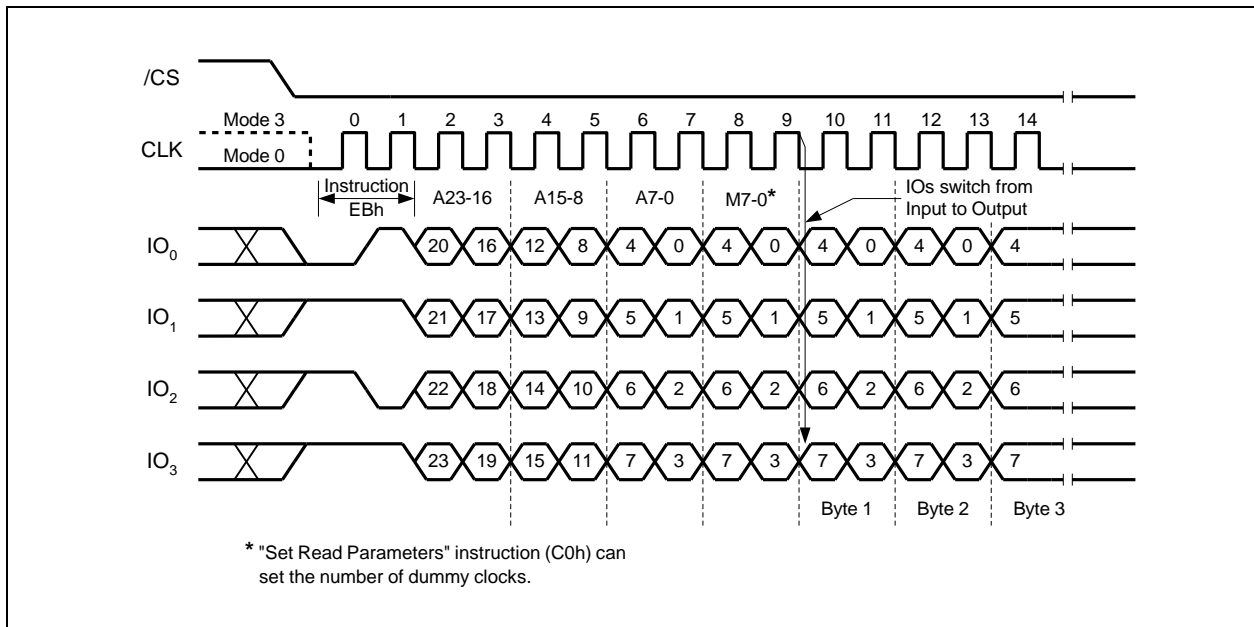 /CS
Mode 3 0 1 2 3 4 5 6 7 8 9 10 11 12 13 14
CLK
Mode 0
Instruction
EBh
A23-16 A15-8 A7-0 M7-0*
IOs switch from
Input to Output
IO0 20 16 12 8 4 0 4 0 4 0 4 0 4
IO1 21 17 13 9 5 1 5 1 5 1 5 1 5
IO2 22 18 14 10 6 2 6 2 6 2 6 2 6
IO3 23 19 15 11 7 3 7 3 7 3 7 3 7
Byte 1 Byte 2 Byte 3
* "Set Read Parameters" instruction (C0h) can
set the number of dummy clocks.